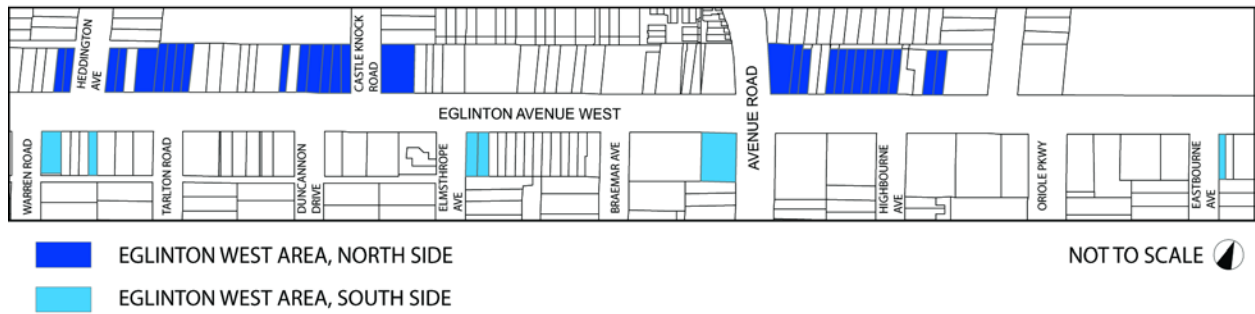 HEDDINGTON
AVE
CASTLE KNOCK
ROAD
EGLINTON AVENUE WEST
AVENUE ROAD
WARREN ROAD
TARLTON ROAD
DUNCANNON
DRIVE
ELMSTHROPE
AVE
BRAEMAR AVE
HIGHBOURNE
AVE
ORIOLE PKWY
EASTBOURNE
AVE
EGLINTON WEST AREA, NORTH SIDE
NOT TO SCALE
EGLINTON WEST AREA, SOUTH SIDE